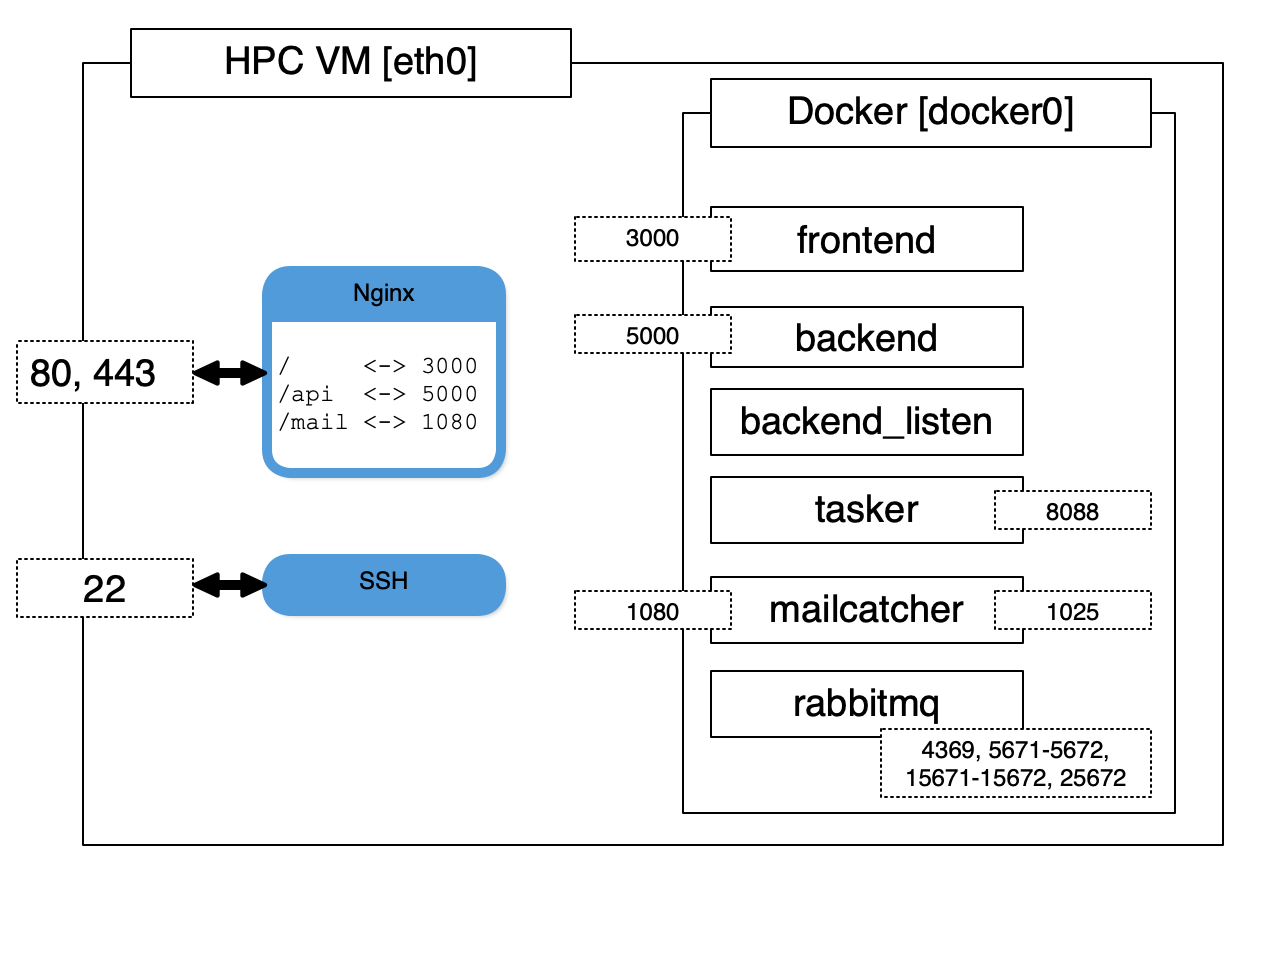 HPC VM [eth0]
Docker [docker0]
3000
frontend
Nginx
5000
backend
80, 443
/ <-> 3000
/api <-> 5000
/mail <-> 1080
backend_listen
tasker
8088
22
SSH
1080
mailcatcher
1025
rabbitmq
4369, 5671-5672,
15671-15672, 25672